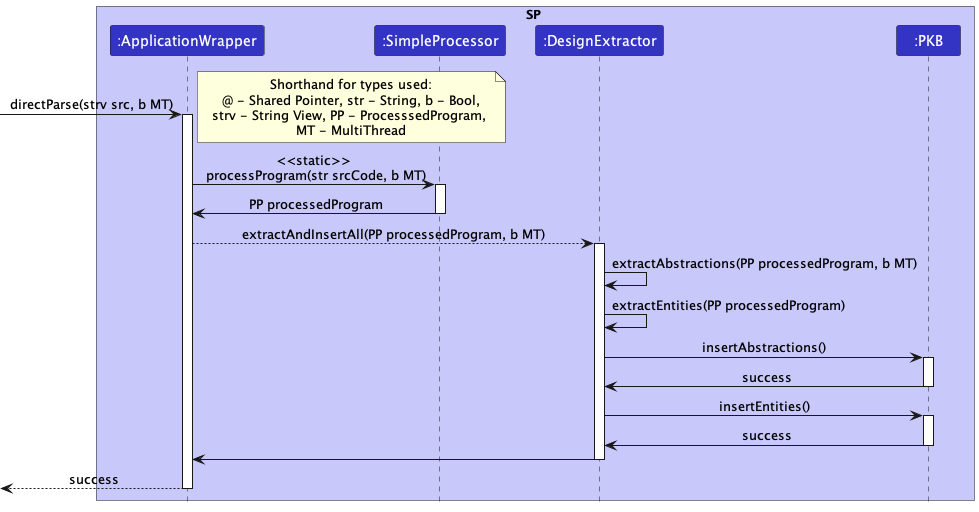 SP
:ApplicationWrapper
:SimpleProcessor
:DesignExtractor
:PKB
Shorthand for types used:
@ – Shared Pointer, str – String, b – Bool,
strv – String View, PP – ProcesssedProgram,
MT – MultiThread
directParse(strv src, b MT)
<<static>>
processProgram(str srcCode, b MT)
PP processedProgram
extractAndInsertAll(PP processedProgram, b MT)
extractAbstractions(PP processedProgram, b MT)
extractEntities(PP processedProgram)
insertAbstractions()
success
insertEntities()
success
success